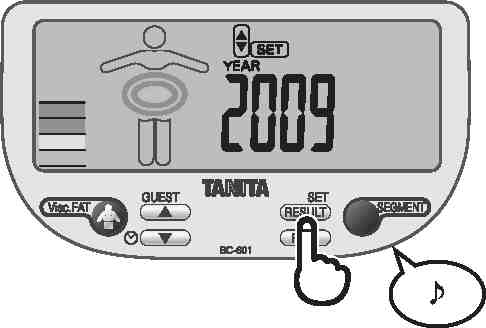 SET
YEAR
2009
TANITA
Visc.FAT
GUEST
SET
RESULT
SEGMENT
BC-601